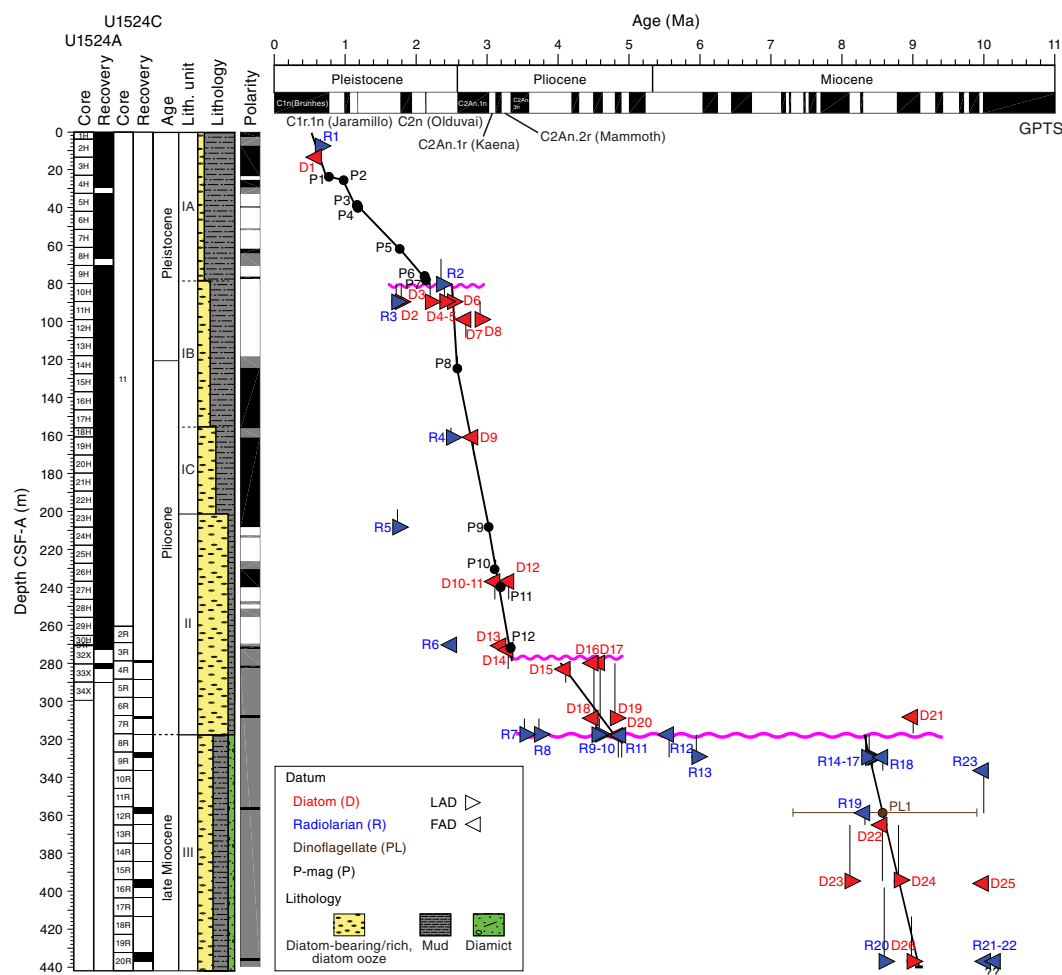 U1524C
U1524A
Core
Recovery
Core
Recovery
Age
Lith. unit
Lithology
Polarity
Age (Ma)
0 1 2 3 4 5 6 7 8 9 10 11
Pleistocene Pliocene Miocene
C1n(Brunhes) C2An.1n C2An. 3n
C1r.1n (Jaramillo) C2n (Olduvai) C2An.2r (Mammoth) GPTS
C2An.1r (Kaena)
Depth CSF-A (m)
0
20
40
60
80
100
120
140
160
180
200
220
240
260
280
300
320
340
360
380
400
420
440
1H
2H
3H
4H
5H
6H
7H
8H
9H
10H
11H
12H
13H
14H
15H
16H
17H
18H
19H
20H
21H
22H
23H
24H
25H
26H
27H
28H
29H
30H
31H
32X
33X
34X
11
2R
3R
4R
5R
6R
7R
8R
9R
10R
11R
12R
13R
14R
15R
16R
17R
18R
19R
20R
Pleistocene
Pliocene
late Miocene
IA
IB
IC
II
III
R1
D1
P1 P2
P3
P4
P5
P6 R2
P7
D3 D6
R3 D2 D4-5
D7 D8
P8
R4 D9
R5 P9
P10 D12
D10-11
P11
R6 D13 P12
D14 D16 D17
D15
D18 D19 D21
D20
R7 R8 R9-10 R11 R12 R14-17 R18 R23
R13
R19 PL1
D22
D23 D24 D25
R20 D26 R21-22
Datum
Diatom (D) LAD
Radiolarian (R) FAD
Dinoflagellate (PL)
P-mag (P)
Lithology
Diatom-bearing/rich, diatom ooze
Mud
Diamict